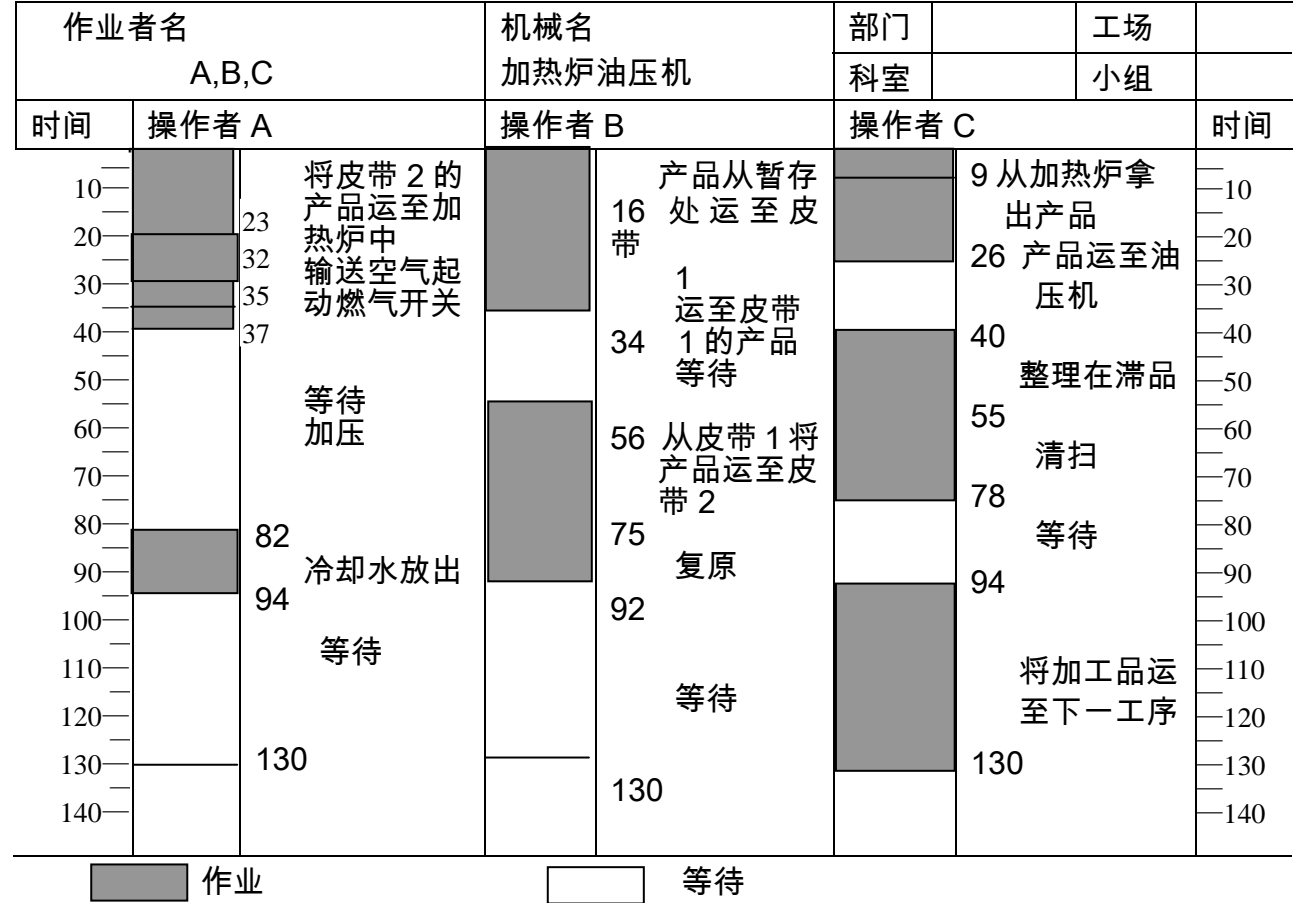 作业者名 机械名 部门 工场
A,B,C 加热炉油压机 科室 小组
时间 操作者 A 操作者 B 操作者 C 时间
10
20
30
40
50
60
70
80
90
100
110
120
130
140
23
32
35
37
将皮带 2 的
产品运至加
热炉中
输送空气起
动燃气开关
等待
加压
82
冷却水放出
94
等待
130
产品从暂存
16 处 运 至 皮
带
1
运至皮带
34 1 的产品
等待
56 从皮带 1 将
产品运至皮
带 2
75
复原
92
等待
130
9 从加热炉拿
出产品
26 产品运至油
压机
40
整理在滞品
55
清扫
78
等待
94
将加工品运
至下一工序
130
10
20
30
40
50
60
70
80
90
100
110
120
130
140
作业 等待